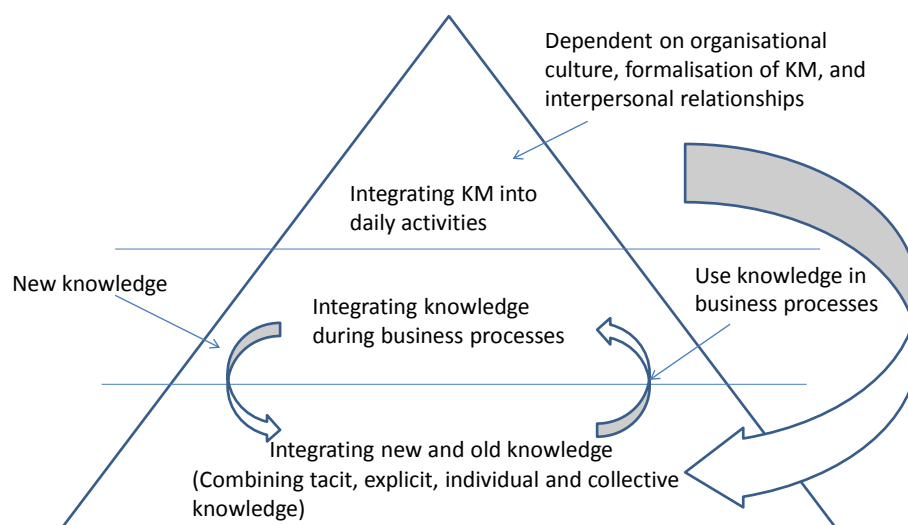 Dependent on organisational
culture, formalisation of KM, and
interpersonal relationships
Integrating KM into
daily activities
New knowledge
Use knowledge in
business processes
Integrating knowledge
during business processes
Integrating new and old knowledge
(Combining tacit, explicit, individual and collective
knowledge)